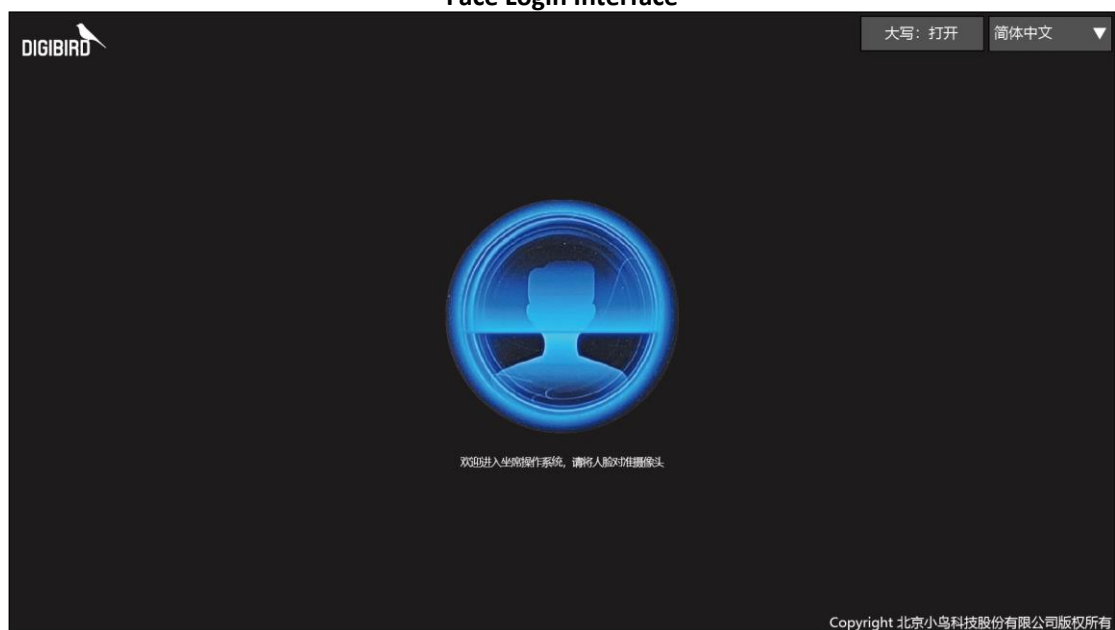 Face Login Interface
DIGIBIRD
大写：打开
简体中文
欢迎进入坐席操作系统，请将人脸对准摄像头
Copyright 北京小鸟科技股份有限公司版权所有